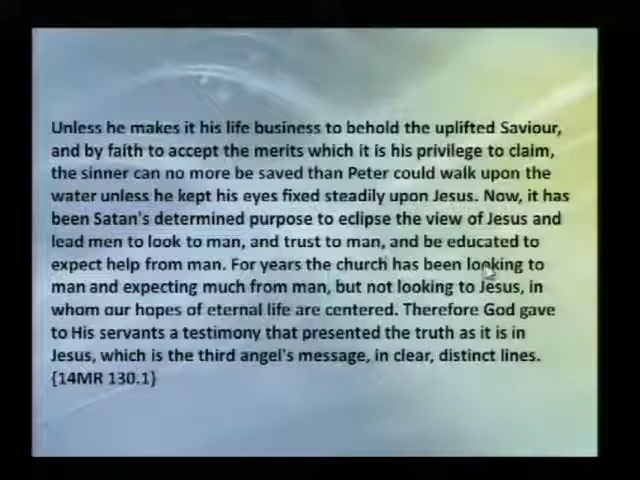 Unless he makes it his life business to behold the uplifted Saviour,
and by faith to accept the merits which it is his privilege to claim,
the sinner can no more be saved than Peter could walk upon the
water unless he kept his eyes fixed steadily upon Jesus. Now, it has
been Satan's determined purpose to eclipse the view of Jesus and
lead men to look to man, and trust to man, and be educated to
expect help from man. For years the church has been looking to
man and expecting much from man, but not looking to Jesus, in
whom our hopes of eternal life are centered. Therefore God gave
to His servants a testimony that presented the truth as it is in
Jesus, which is the third angel's message, in clear, distinct lines.
{14MR 130.1}